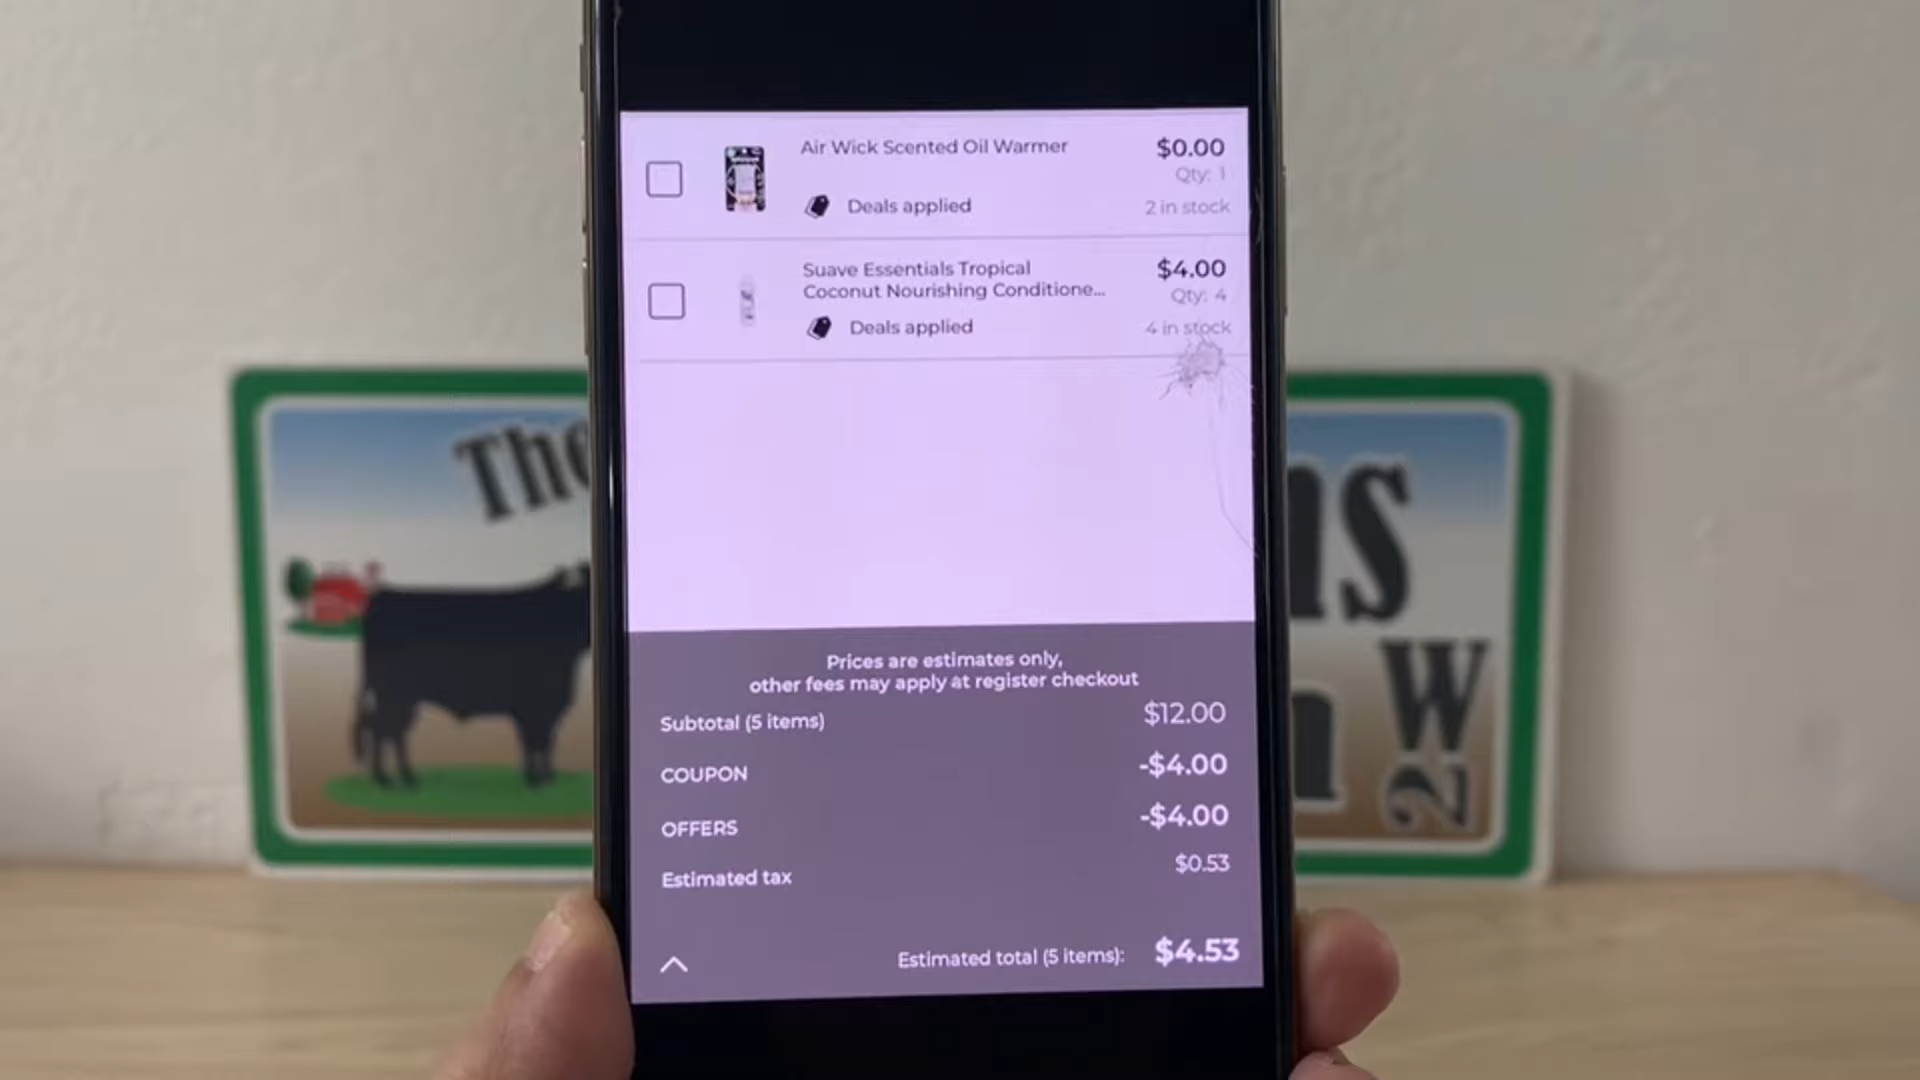 Air Wick Scented Oil Warmer
$0.00
Qty: 1
Deals applied
2 in stock
Suave Essentials Tropical
Coconut Nourishing Conditione...
$4.00
Qty: 4
Deals applied
4 in stock
The
ns
W
Prices are estimates only,
other fees may apply at register checkout
Subtotal (5 items)
$12.00
COUPON
-$4.00
OFFERS
-$4.00
Estimated tax
$0.53
Estimated total (5 items):
$4.53